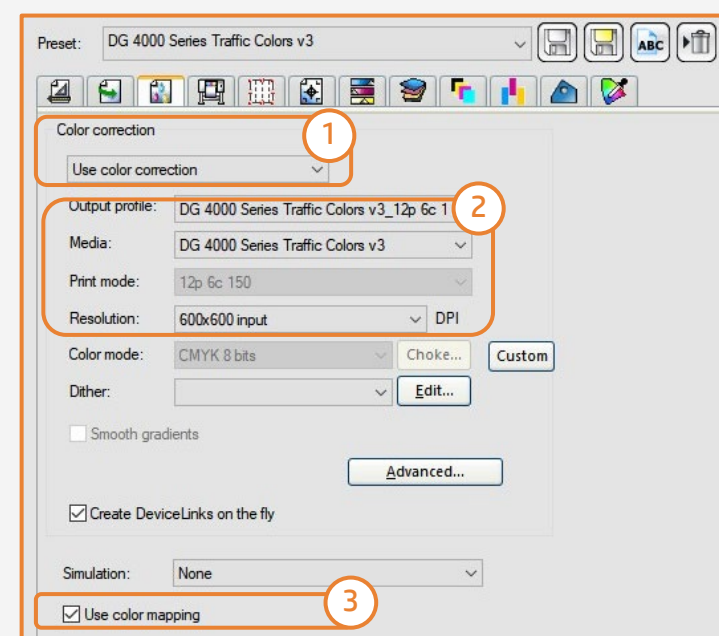 Preset: DG 4000 Series Traffic Colors v3
ABC
Color correction
1
Use color correction
Output profile: DG 4000 Series Traffic Colors v3_12p 6c 1
2
Media: DG 4000 Series Traffic Colors v3
Print mode: 12p 6c 150
Resolution: 600x600 input DPI
Color mode: CMYK 8 bits Choke... Custom
Dither: Edit...
Smooth gradients
Advanced...
Create DeviceLinks on the fly
Simulation: None
Use color mapping
3